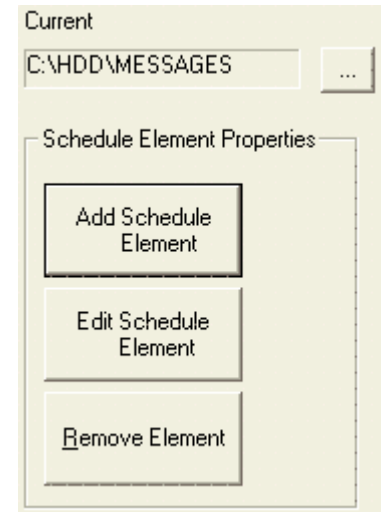 Current
C:\HDD\MESSAGES
...
Schedule Element Properties
Add Schedule
Element
Edit Schedule
Element
Remove Element